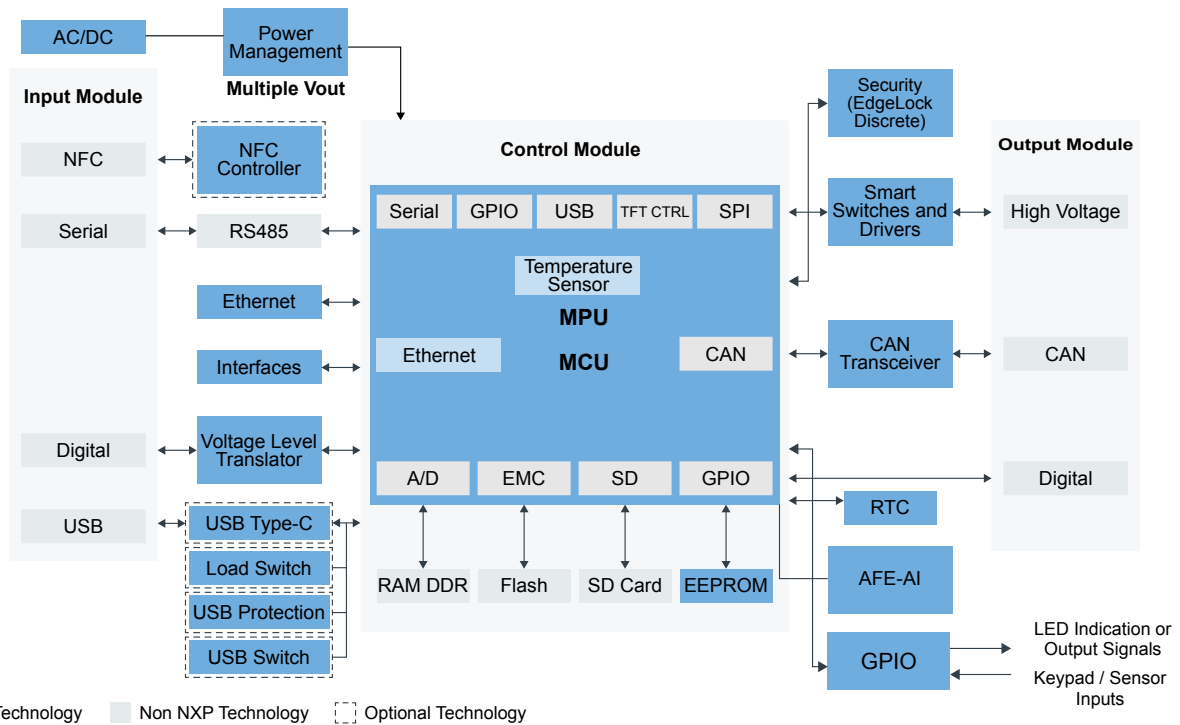 AC/DC
Power
Management
Multiple Vout
Input Module
NFC
NFC
Controller
Serial
RS485
Ethernet
Interfaces
Digital
Voltage Level
Translator
USB
USB Type-C
Load Switch
USB Protection
USB Switch
Control Module
Serial
GPIO
USB
TFT CTRL
SPI
Temperature
Sensor
MPU
Ethernet
MCU
CAN
A/D
EMC
SD
GPIO
RAM DDR
Flash
SD Card
EEPROM
Security
(EdgeLock
Discrete)
Smart
Switches and
Drivers
CAN
Transceiver
RTC
AFE-AI
GPIO
Output Module
High Voltage
CAN
Digital
LED Indication or
Output Signals
Keypad / Sensor
Inputs
Technology
Non NXP Technology
Optional Technology